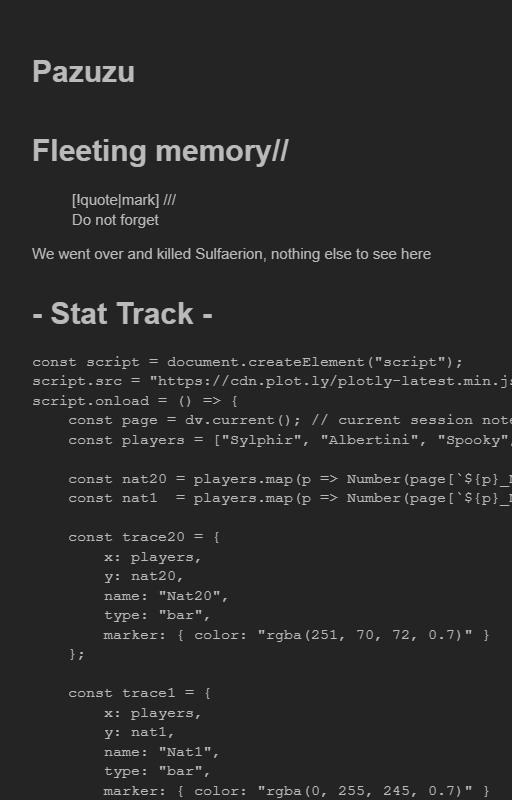 Pazuzu
Fleeting memory//
[!quote|mark] ///
Do not forget
We went over and killed Sulfaerion, nothing else to see here
- Stat Track -
const script = document.createElement("script");
script.src = "https://cdn.plot.ly/plotly-latest.min.js
script.onload = () => {
    const page = dv.current(); // current session note
    const players = ["Sylphir", "Albertini", "Spooky",
    const nat20 = players.map(p => Number(page[`${p}_N
    const nat1  = players.map(p => Number(page[`${p}_N
    const trace20 = {
        x: players,
        y: nat20,
        name: "Nat20",
        type: "bar",
        marker: { color: "rgba(251, 70, 72, 0.7)" }
    };
    const trace1 = {
        x: players,
        y: nat1,
        name: "Nat1",
        type: "bar",
        marker: { color: "rgba(0, 255, 245, 0.7)" }